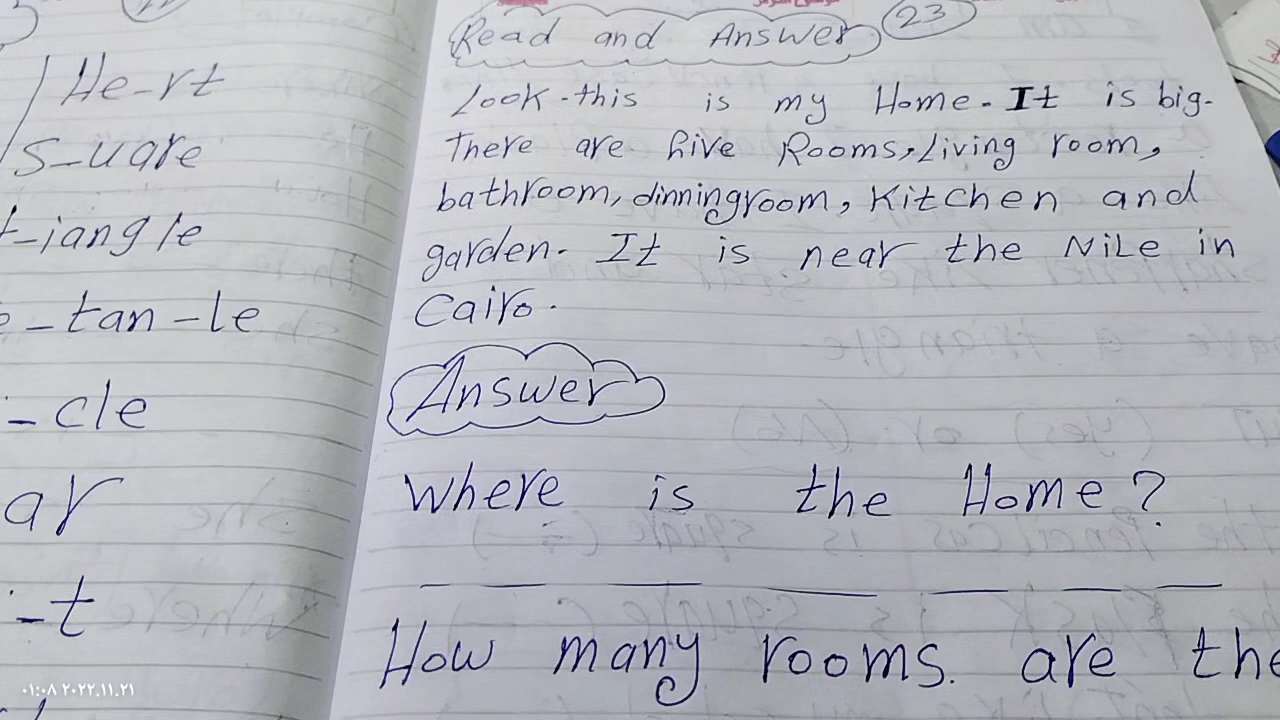 He-rt
s-uare
t-iangle
-tan-le
-cle
ar
-t
23
Read and Answer
Look.this is my Home. It is big.
There are hive Rooms, Living room,
bathroom, dinningroom, Kitchen and
garden. It is near the NiLe in
Cairo.
Answer
Where is the Home?
How many rooms. are the
٠١:٠٨ ٢٠٢٢.١١.٢١